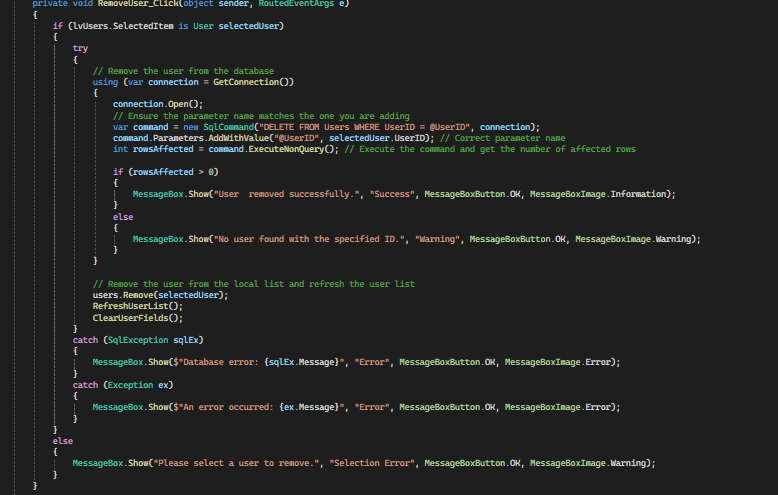 private void RemoveUser_Click(object sender, RoutedEventArgs e)
{
if (lvUsers.SelectedItem is User selectedUser)
{
try
{
// Remove the user from the database
using (var connection = GetConnection())
{
connection.Open();
// Ensure the parameter name matches the one you are adding
var command = new SqlCommand("DELETE FROM Users WHERE UserID = @UserID", connection);
command.Parameters.AddWithValue("@UserID", selectedUser.UserID); // Correct parameter name
int rowsAffected = command.ExecuteNonQuery(); // Execute the command and get the number of affected rows
if (rowsAffected > 0)
{
MessageBox.Show("User  removed successfully.", "Success", MessageBoxButton.OK, MessageBoxImage.Information);
}
else
{
MessageBox.Show("No user found with the specified ID.", "Warning", MessageBoxButton.OK, MessageBoxImage.Warning);
}
}
// Remove the user from the local list and refresh the user list
users.Remove(selectedUser);
RefreshUserList();
ClearUserFields();
}
catch (SqlException sqlEx)
{
MessageBox.Show($"Database error: {sqlEx.Message}", "Error", MessageBoxButton.OK, MessageBoxImage.Error);
}
catch (Exception ex)
{
MessageBox.Show($"An error occurred: {ex.Message}", "Error", MessageBoxButton.OK, MessageBoxImage.Error);
}
}
else
{
MessageBox.Show("Please select a user to remove.", "Selection Error", MessageBoxButton.OK, MessageBoxImage.Warning);
}
}